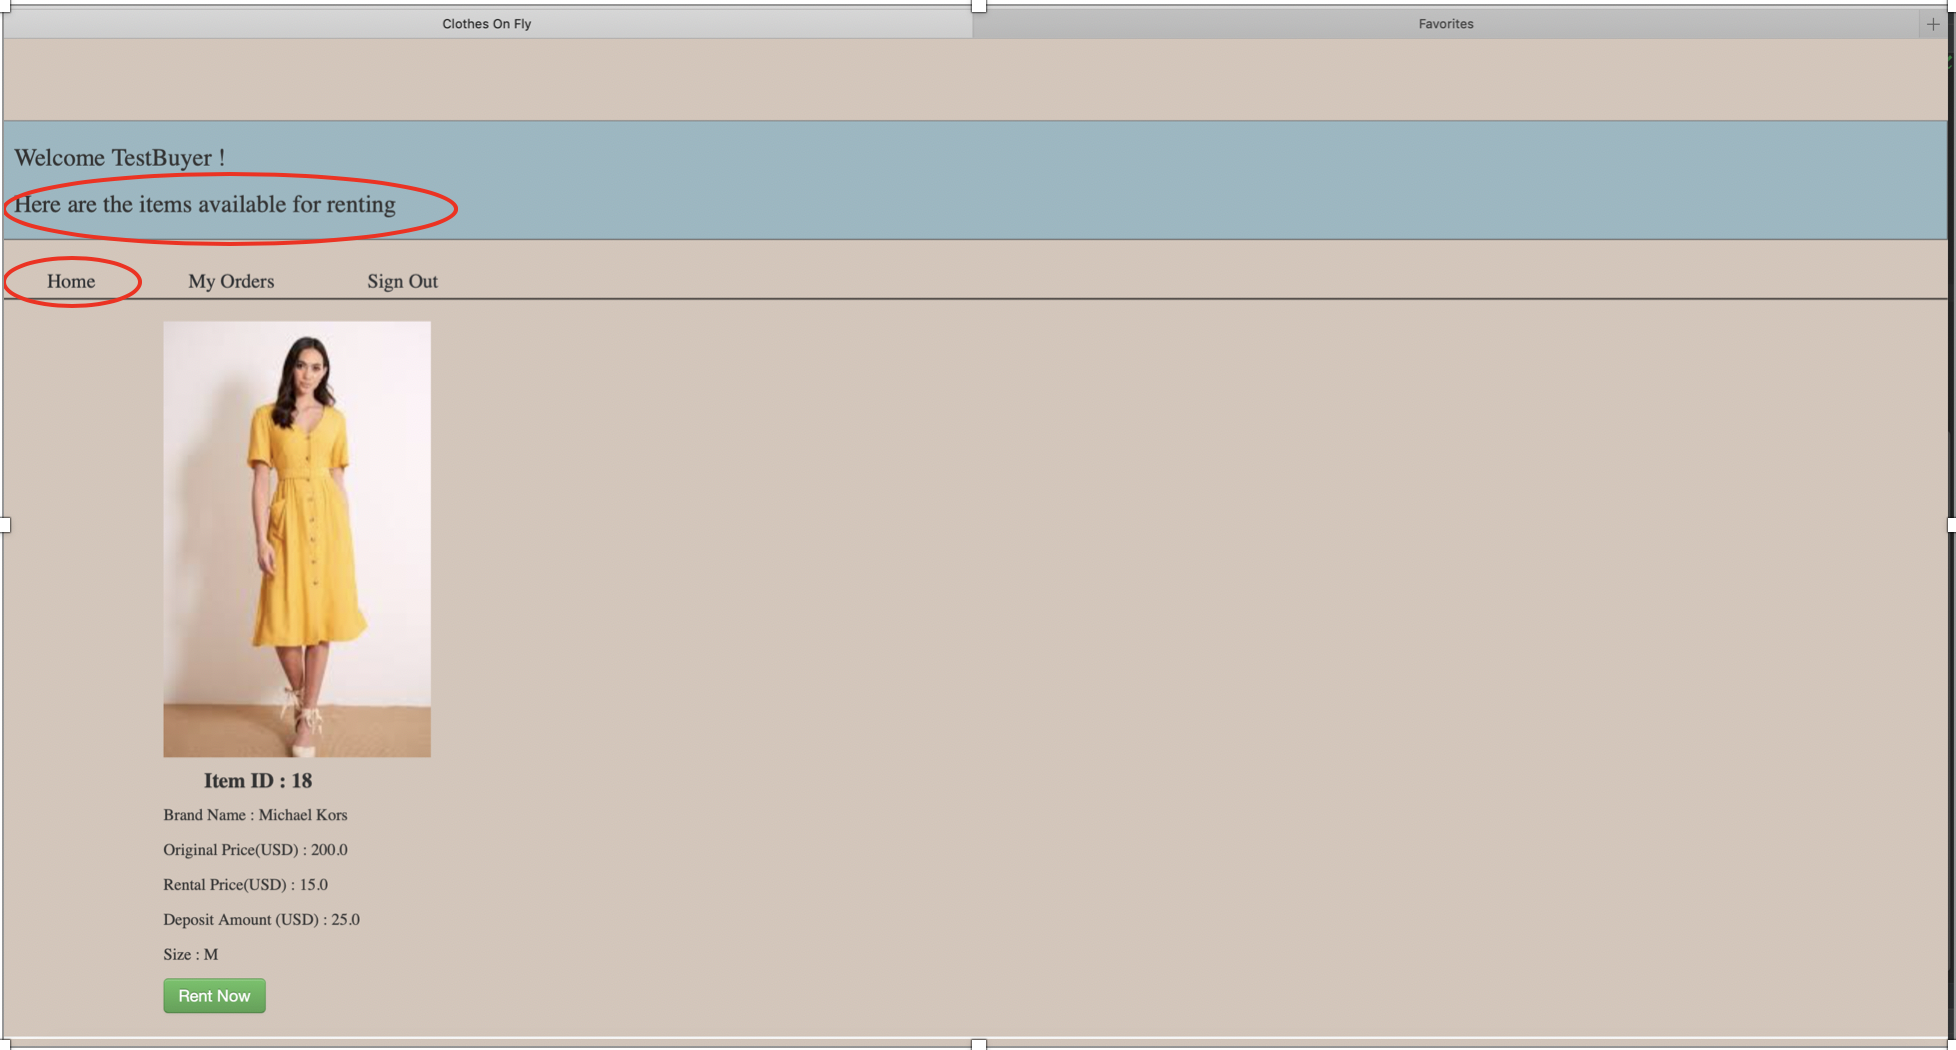 Clothes On Fly
Favorites
Welcome TestBuyer !
Here are the items available for renting
Home
My Orders
Sign Out
Item ID : 18
Brand Name : Michael Kors
Original Price(USD) : 200.0
Rental Price(USD) : 15.0
Deposit Amount (USD) : 25.0
Size : M
Rent Now